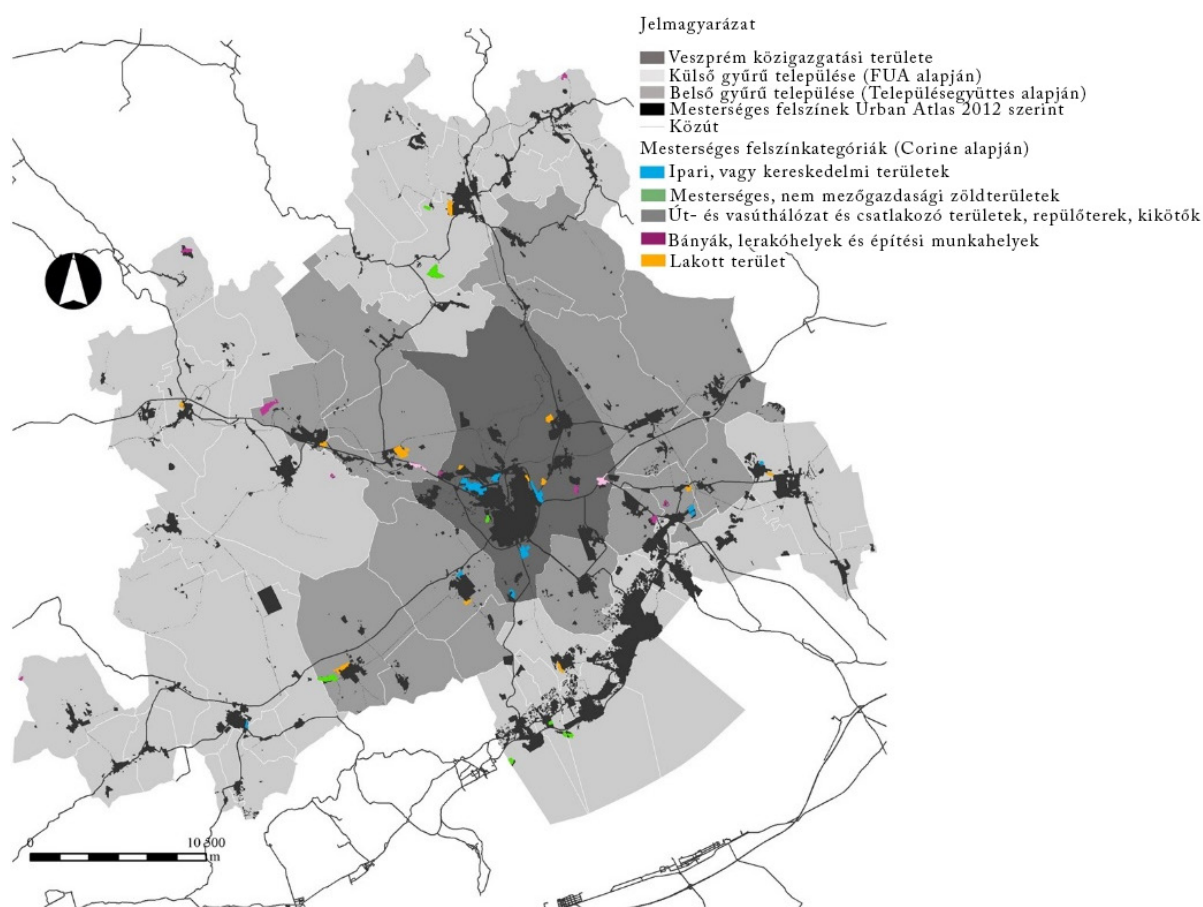 Jelmagyarázat
Veszprém közigazgatási területe
Külső gyűrű települése (FUA alapján)
Belső gyűrű települése (Településegyüttes alapján)
Mesterséges felszínek Urban Atlas 2012 szerint
Közút
Mesterséges felszínkategóriák (Corine alapján)
Ipari, vagy kereskedelmi területek
Mesterséges, nem mezőgazdasági zöldterületek
Út- és vasúthálózat és csatlakozó területek, repülőterek, kikötők
Bányák, lerakóhelyek és építési munkahelyek
Lakott terület
0
m